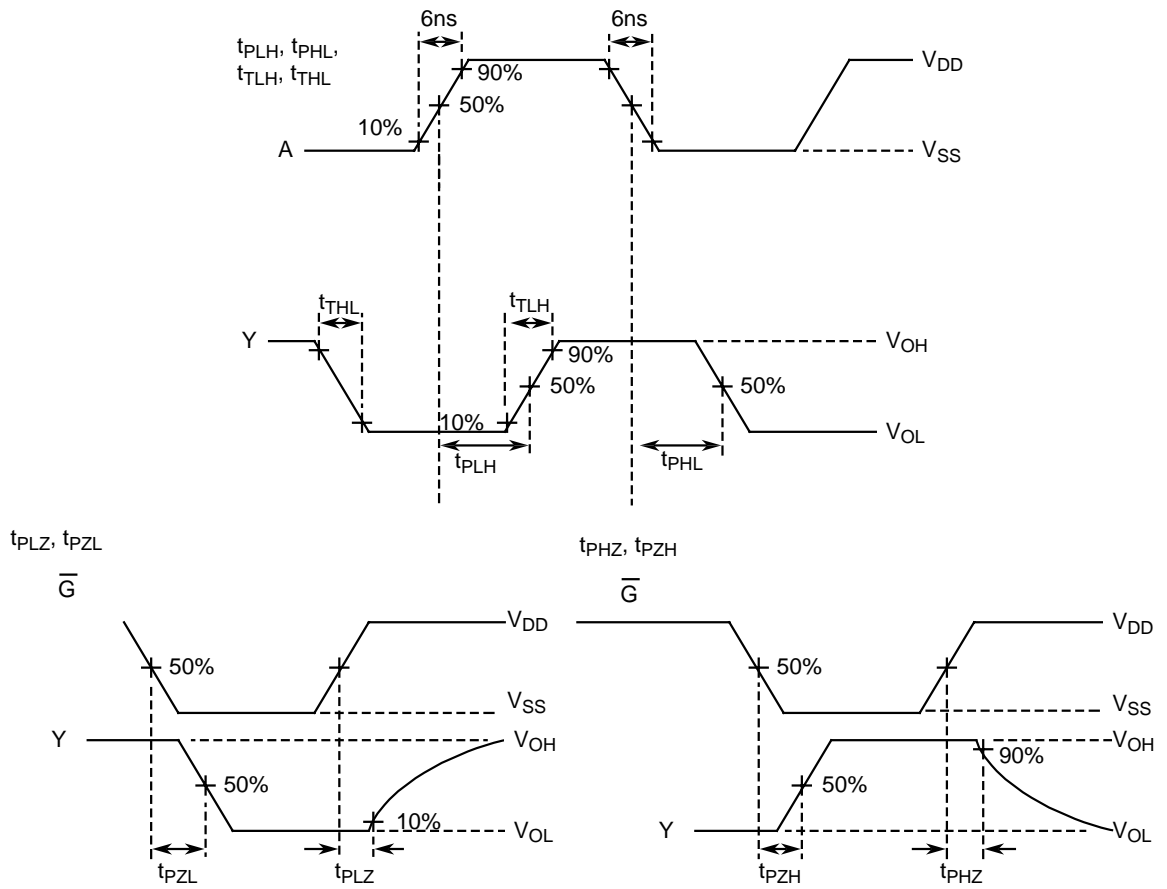 6ns 6ns
tPLH, tPHL,
tTLH, tTHL
90% VDD
50%
10%
A VSS
tTHL tTLH
Y VOH
90%
50% 50%
10% VOL
tPLH tPHL
tPLZ, tPZL
G̅
VDD
50%
VSS
Y VOH
50%
10%
VOL
tPZL tPLZ
tPHZ, tPZH
G̅
VDD
50%
VSS
VOH
90%
50%
Y VOL
tPZH tPHZ